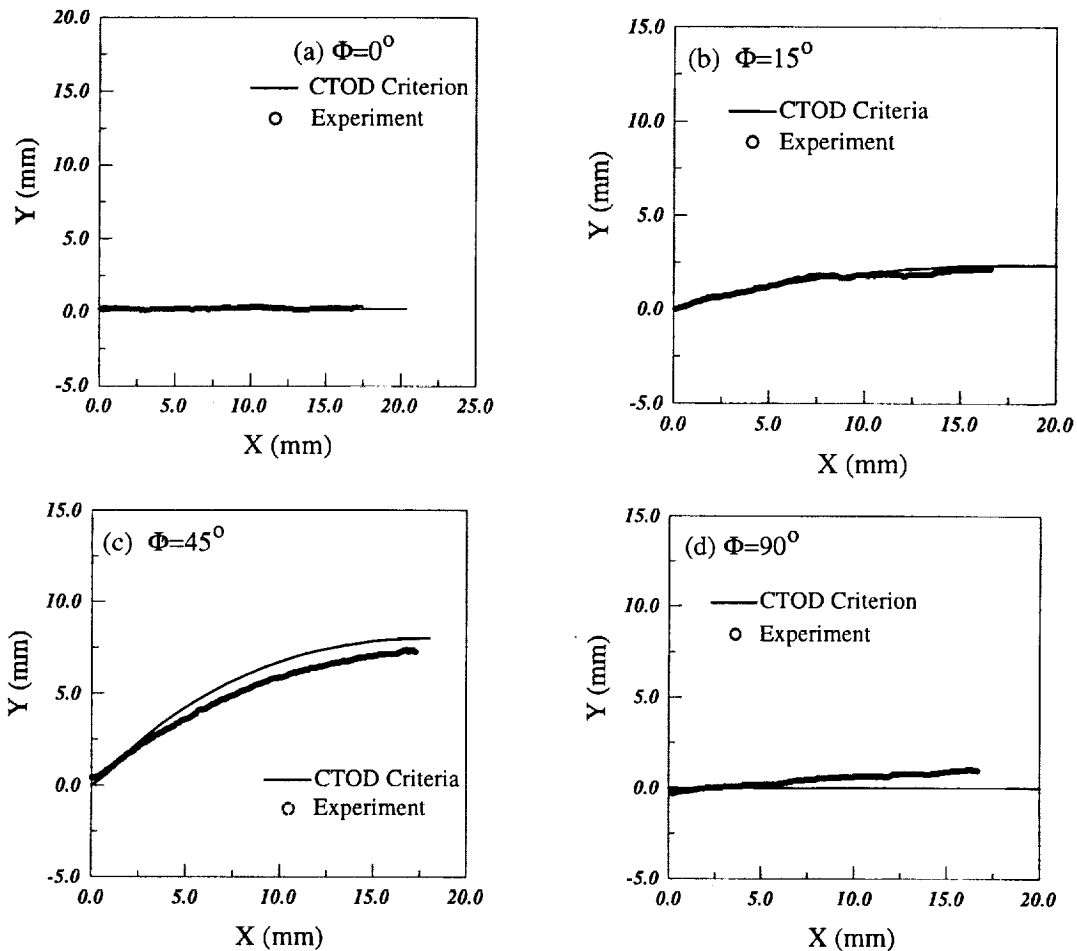 (a) Φ=0°
CTOD Criterion
Experiment
Y (mm)
20.0
15.0
10.0
5.0
0.0
-5.0
0.0 5.0 10.0 15.0 20.0 25.0
X (mm)
(b) Φ=15°
CTOD Criteria
Experiment
Y (mm)
15.0
10.0
5.0
0.0
-5.0
0.0 5.0 10.0 15.0 20.0
X (mm)
(c) Φ=45°
CTOD Criteria
Experiment
Y (mm)
15.0
10.0
5.0
0.0
-5.0
0.0 5.0 10.0 15.0 20.0
X (mm)
(d) Φ=90°
CTOD Criterion
Experiment
Y (mm)
15.0
10.0
5.0
0.0
-5.0
0.0 5.0 10.0 15.0 20.0
X (mm)